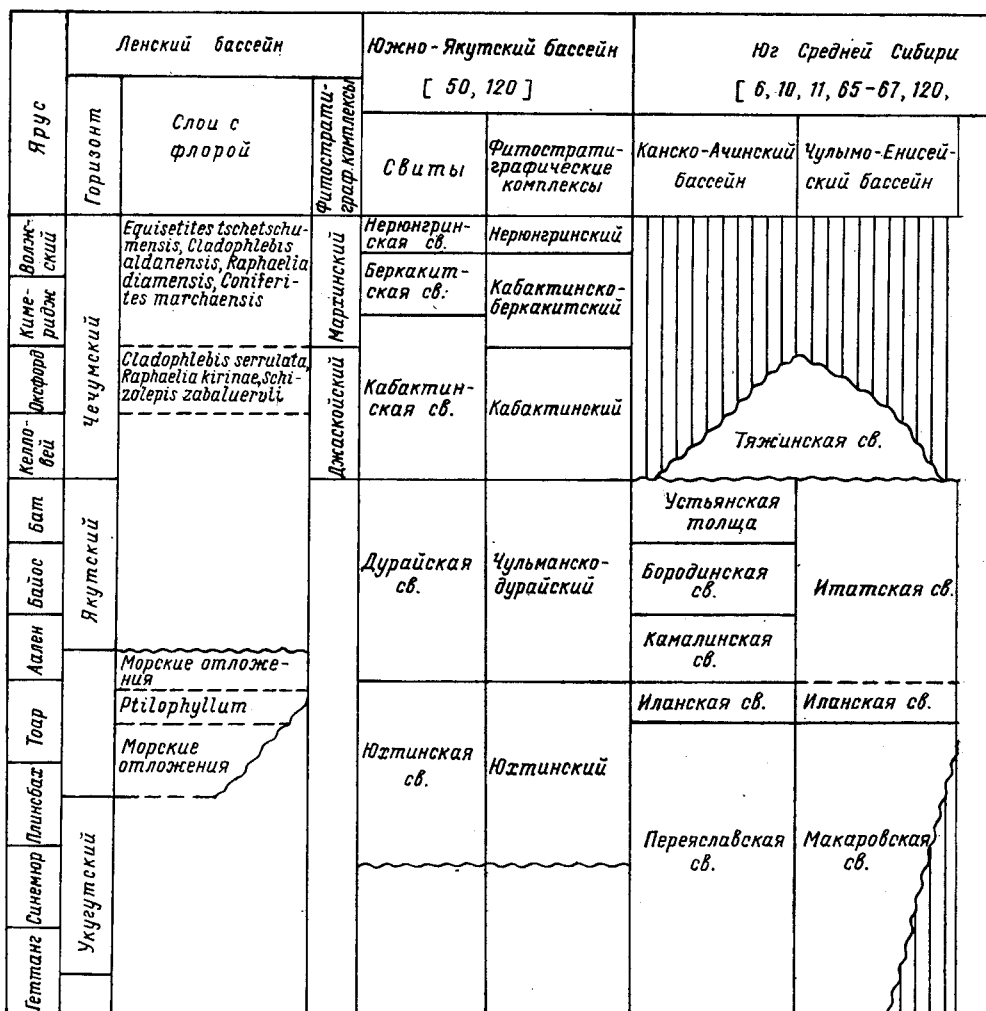 Ярус
Ленский бассейн
Горизонт
Слои с
флорой
Фитострати-
граф. комплексы
Южно-Якутский бассейн
[ 50, 120 ]
Свиты
Фитострати-
графические
комплексы
Юг Средней Сибири
[ 6, 10, 11, 65-67, 120,
Канско-Ачинский
бассейн
Чулымо-Енисей-
ский бассейн
Волж-
ский
Киме-
ридж
Оксфорд
Келло-
вей
Бат
Байос
Аален
Тоар
Плинсбах
Синемюр
Геттанг
Чечумский
Якутский
Укугутский
Equisetites tschetschu-
mensis, Cladophlebis
aldanensis, Raphaelia
diamensis, Coniferi-
tes marchaensis
Cladophlebis serrulata,
Raphaelia kirinae, Schi-
zolepis zabaluevii
Морские отложе-
ния
Ptilophyllum
Морские
отложения
Мархинский
Джаскойский
Нерюнгрин-
ская св.
Беркакит-
ская св.
Кабактин-
ская св.
Дурайская
св.
Юхтинская
св.
Нерюнгринский
Кабактинско-
беркакитский
Кабактинский
Чульманско-
дурайский
Юхтинский
Тяжинская св.
Устьянская
толща
Бородинская
св.
Камалинская
св.
Иланская св.
Переяславская
св.
Итатская св.
Иланская св.
Макаровская
св.